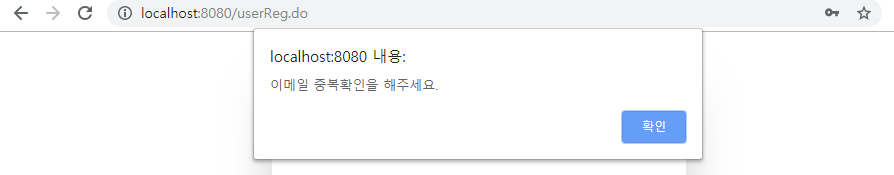 localhost:8080/userReg.do
localhost:8080 내용:
이메일 중복확인을 해주세요.
확인